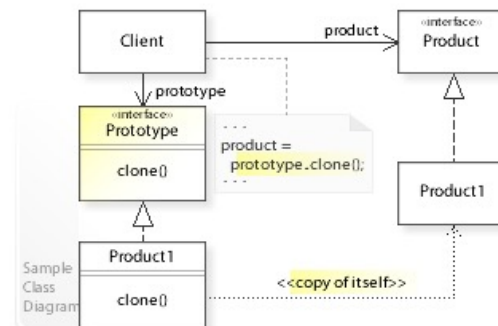 Client
product
«interface»
Product
prototype
«interface»
Prototype
clone()
. . .
product =
prototype.clone();
. . .
Product1
Product1
clone()
<<copy of itself>>
Sample
Class
Diagram